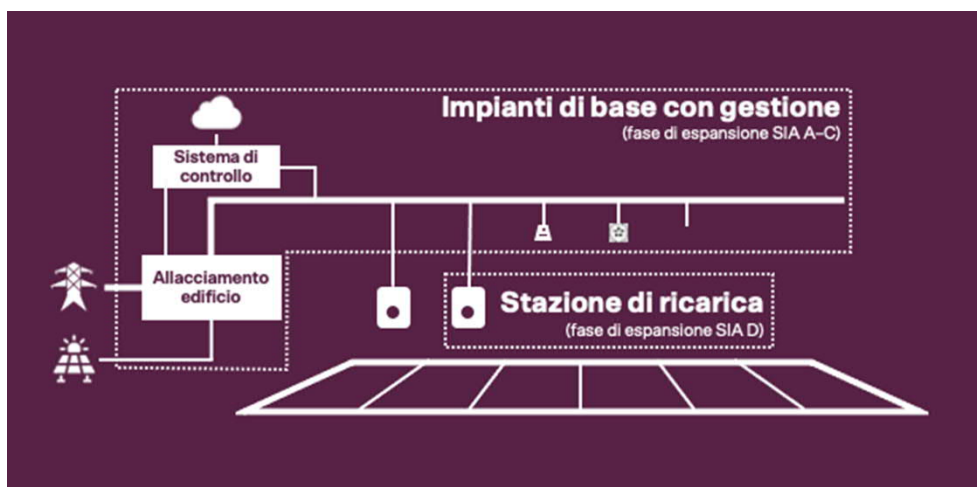 Impianti di base con gestione
(fase di espansione SIA A–C)
Sistema di
controllo
Allacciamento
edificio
Stazione di ricarica
(fase di espansione SIA D)